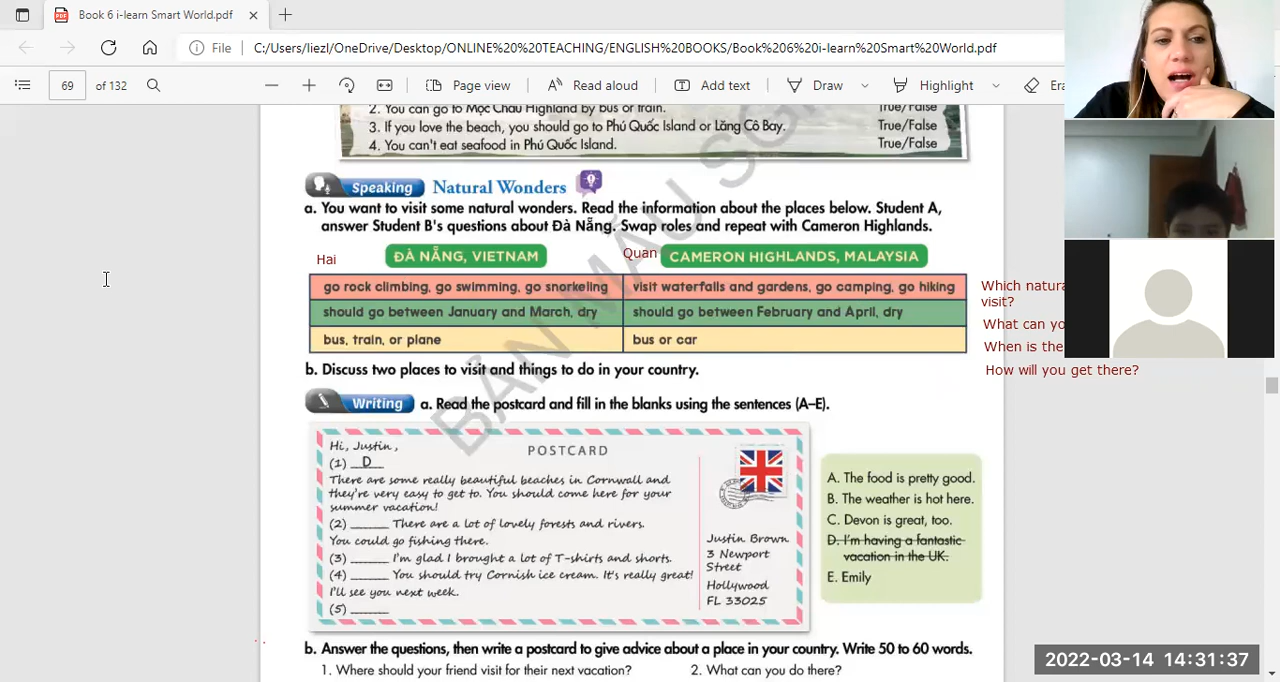 Book 6 i-learn Smart World.pdf
File C:/Users/liezl/OneDrive/Desktop/ONLINE%20%20TEACHING/ENGLISH%20BOOKS/Book%206%20i-learn%20Smart%20World.pdf
69 of 132 Page view Read aloud Add text Draw Highlight
2. You can go to Mộc Châu Highland by bus or train. True/False
3. If you love the beach, you should go to Phú Quốc Island or Lăng Cô Bay. True/False
4. You can't eat seafood in Phú Quốc Island. True/False
Speaking Natural Wonders
a. You want to visit some natural wonders. Read the information about the places below. Student A,
answer Student B's questions about Đà Nẵng. Swap roles and repeat with Cameron Highlands.
Hai ĐÀ NẴNG, VIETNAM Quan CAMERON HIGHLANDS, MALAYSIA
go rock climbing, go swimming, go snorkeling visit waterfalls and gardens, go camping, go hiking
should go between January and March, dry should go between February and April, dry
bus, train, or plane bus or car
Which
visit?
What can
When is the
How will you get there?
b. Discuss two places to visit and things to do in your country.
Writing a. Read the postcard and fill in the blanks using the sentences (A–E).
POSTCARD
Hi, Justin,
(1) D
There are some really beautiful beaches in Cornwall and
they're very easy to get to. You should come here for your
summer vacation!
(2) ______ There are a lot of lovely forests and rivers.
You could go fishing there.
(3) ______ I'm glad I brought a lot of T-shirts and shorts.
(4) ______ You should try Cornish ice cream. It's really great!
I'll see you next week.
(5) ______
Justin Brown
3 Newport
Street
Hollywood
FL 33025
A. The food is pretty good.
B. The weather is hot here.
C. Devon is great, too.
D. I'm having a fantastic
vacation in the UK.
E. Emily
b. Answer the questions, then write a postcard to give advice about a place in your country. Write 50 to 60 words.
1. Where should your friend visit for their next vacation? 2. What can you do there?
BẢN MẪU
2022-03-14 14:31:37